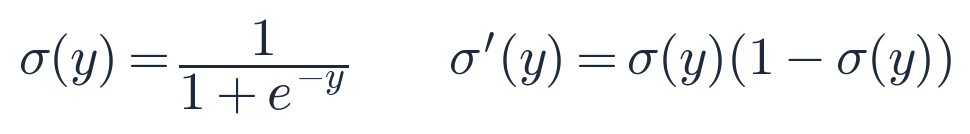 σ(y) = 1 / (1 + e^{−y})    σ′(y) = σ(y)(1 − σ(y))